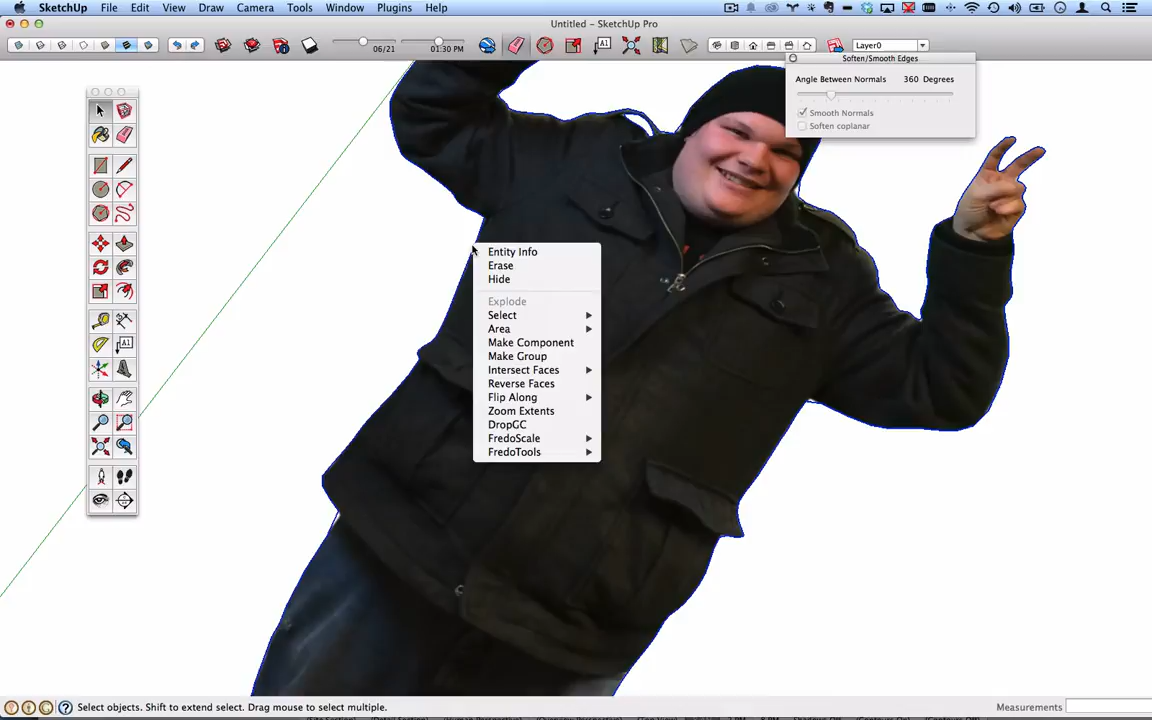 SketchUp File Edit View Draw Camera Tools Window Plugins Help
Untitled - SketchUp Pro
06/21 01:30 PM Layer0
Soften/Smooth Edges
Angle Between Normals 360 Degrees
Smooth Normals
Soften coplanar
Entity Info
Erase
Hide
Explode
Select
Area
Make Component
Make Group
Intersect Faces
Reverse Faces
Flip Along
Zoom Extents
DropGC
FredoScale
FredoTools
Select objects. Shift to extend select. Drag mouse to select multiple. Measurements